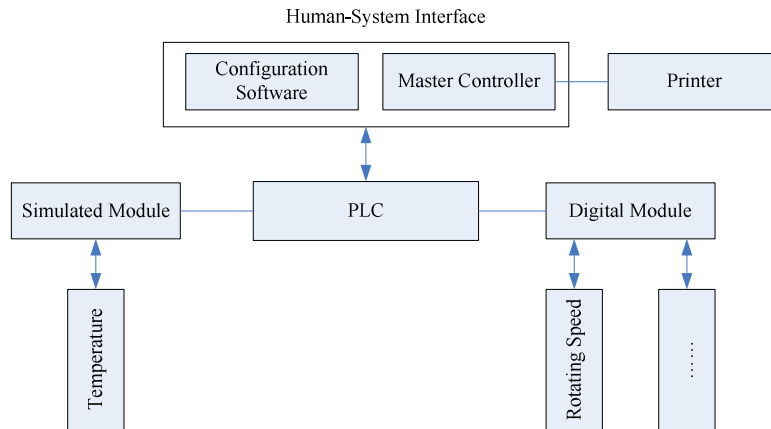 Human-System Interface
Configuration
Software
Master Controller
Printer
Simulated Module
PLC
Digital Module
Temperature
Rotating Speed
……